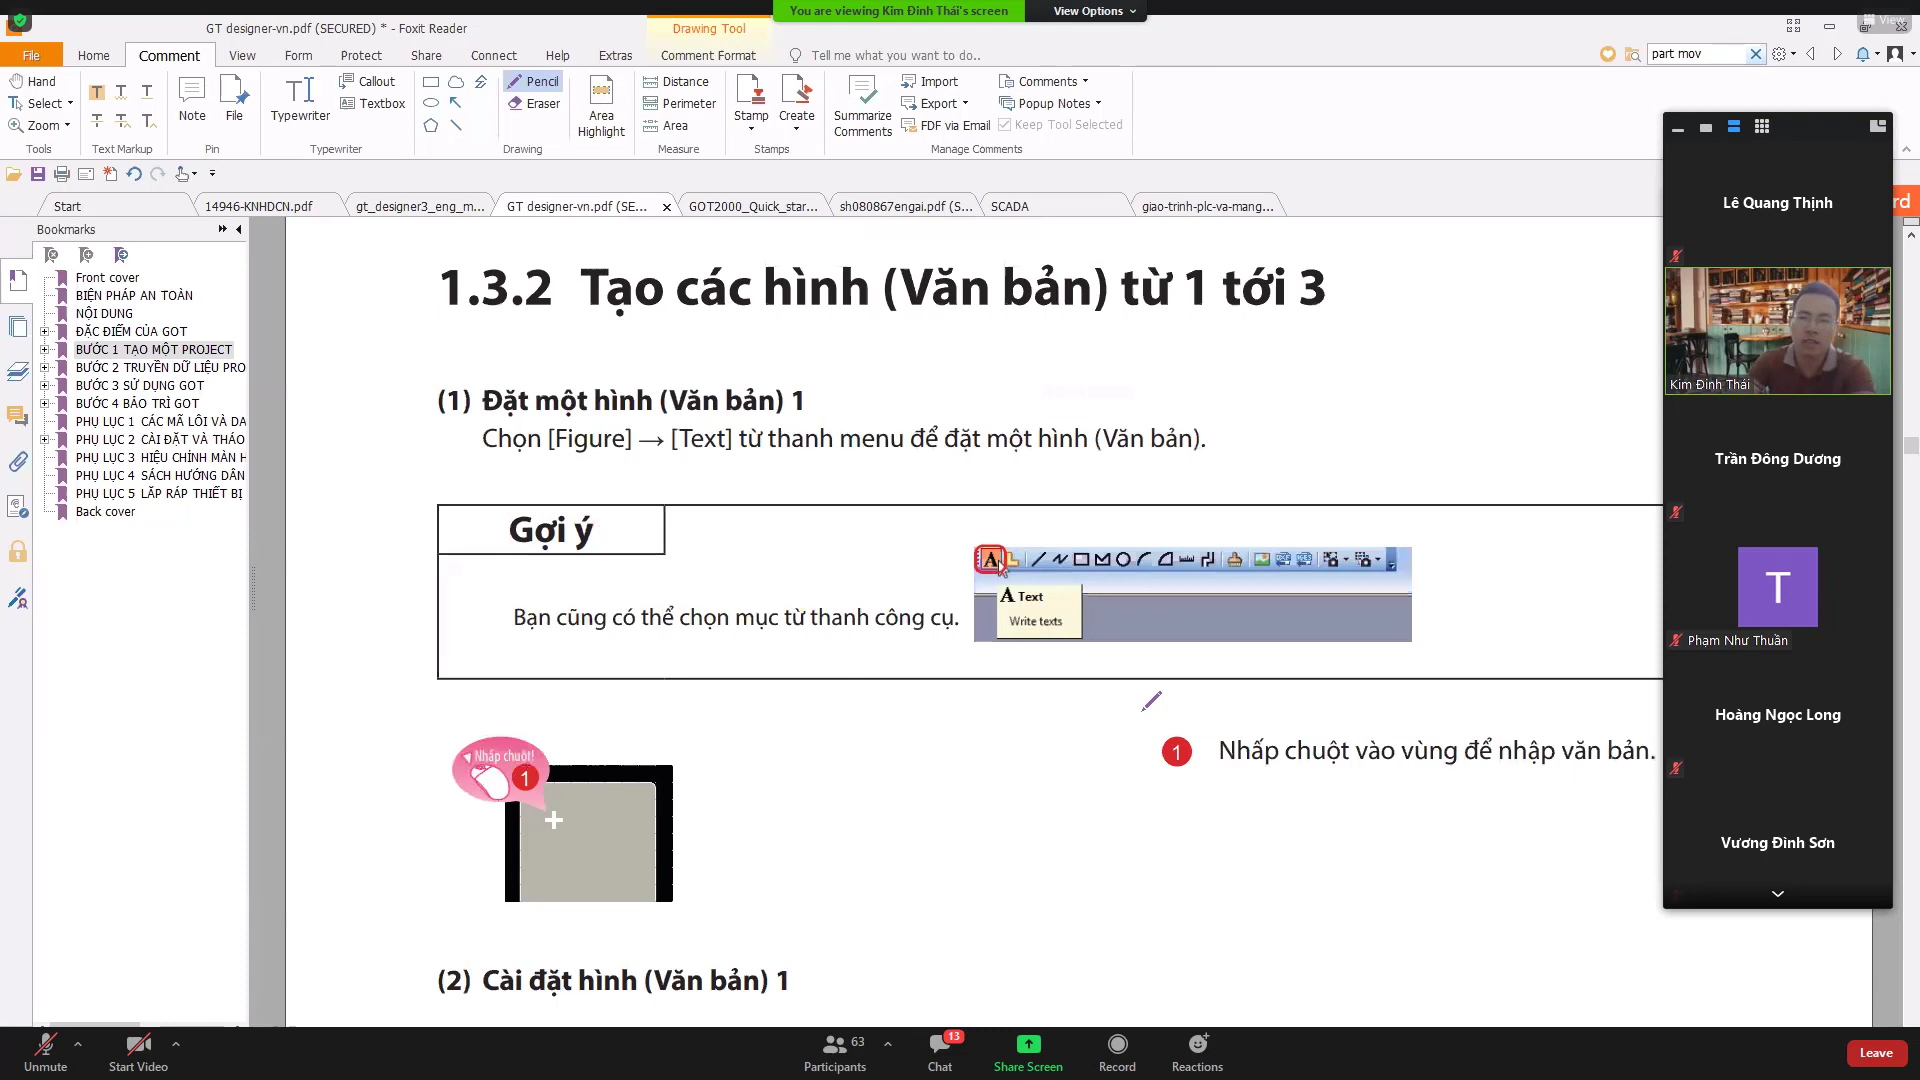 You are viewing Kim Đình Thái's screen
View Options
View
GT designer-vn.pdf (SECURED) * - Foxit Reader
Drawing Tool
File Home Comment View Form Protect Share Connect Help Extras Comment Format Tell me what you want to do..
part mov
Hand
Select
Zoom
Tools
Text Markup
Note
File
Pin
Typewriter
Callout
Textbox
Typewriter
Pencil
Eraser
Drawing
Area Highlight
Distance
Perimeter
Area
Measure
Stamp
Create
Stamps
Summarize Comments
Import
Export
FDF via Email
Comments
Popup Notes
Keep Tool Selected
Manage Comments
Start
14946-KNHDCN.pdf
gt_designer3_eng_m...
GT designer-vn.pdf (SE...
GOT2000_Quick_star...
sh080867engai.pdf (S...
SCADA
giao-trinh-plc-va-mang...
rd
Bookmarks
Front cover
BIỆN PHÁP AN TOÀN
NỘI DUNG
ĐẶC ĐIỂM CỦA GOT
BƯỚC 1 TẠO MỘT PROJECT
BƯỚC 2 TRUYỀN DỮ LIỆU PRO
BƯỚC 3 SỬ DỤNG GOT
BƯỚC 4 BẢO TRÌ GOT
PHỤ LỤC 1 CÁC MÃ LỖI VÀ DA
PHỤ LỤC 2 CÀI ĐẶT VÀ THÁO
PHỤ LỤC 3 HIỆU CHỈNH MÀN H
PHỤ LỤC 4 SÁCH HƯỚNG DẪN
PHỤ LỤC 5 LẮP RÁP THIẾT BỊ
Back cover
1.3.2 Tạo các hình (Văn bản) từ 1 tới 3
(1) Đặt một hình (Văn bản) 1
Chọn [Figure] → [Text] từ thanh menu để đặt một hình (Văn bản).
Gợi ý
Bạn cũng có thể chọn mục từ thanh công cụ.
A
A Text
Write texts
Nhấp chuột!
1
1 Nhấp chuột vào vùng để nhập văn bản.
(2) Cài đặt hình (Văn bản) 1
Lê Quang Thịnh
Kim Đình Thái
Trần Đông Dương
T
Phạm Như Thuần
Hoàng Ngọc Long
Vương Đình Sơn
Unmute
Start Video
63
Participants
13
Chat
Share Screen
Record
Reactions
Leave